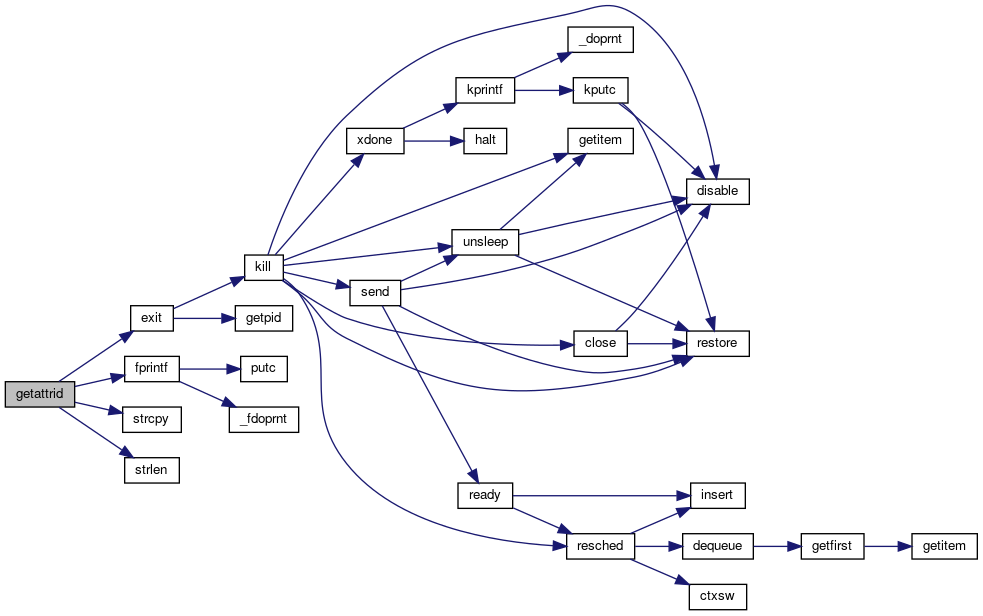 _doprnt
kprintf
kputc
xdone
halt
getitem
disable
unsleep
kill
send
exit
getpid
close
restore
fprintf
putc
getattrid
strcpy
_fdoprnt
strlen
ready
insert
resched
dequeue
getfirst
getitem
ctxsw